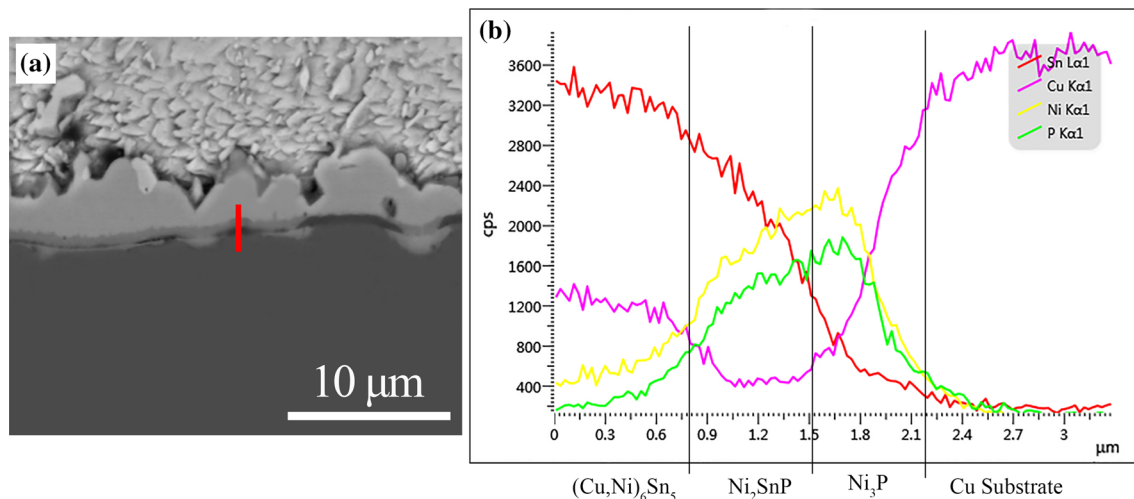 (a)
10 μm
(b)
Sn Lα1
Cu Kα1
Ni Kα1
P Kα1
3600
3200
2800
2400
2000
1600
1200
800
400
cps
0 0.3 0.6 0.9 1.2 1.5 1.8 2.1 2.4 2.7 3
μm
(Cu,Ni)₆Sn₅ Ni₂SnP Ni₃P Cu Substrate